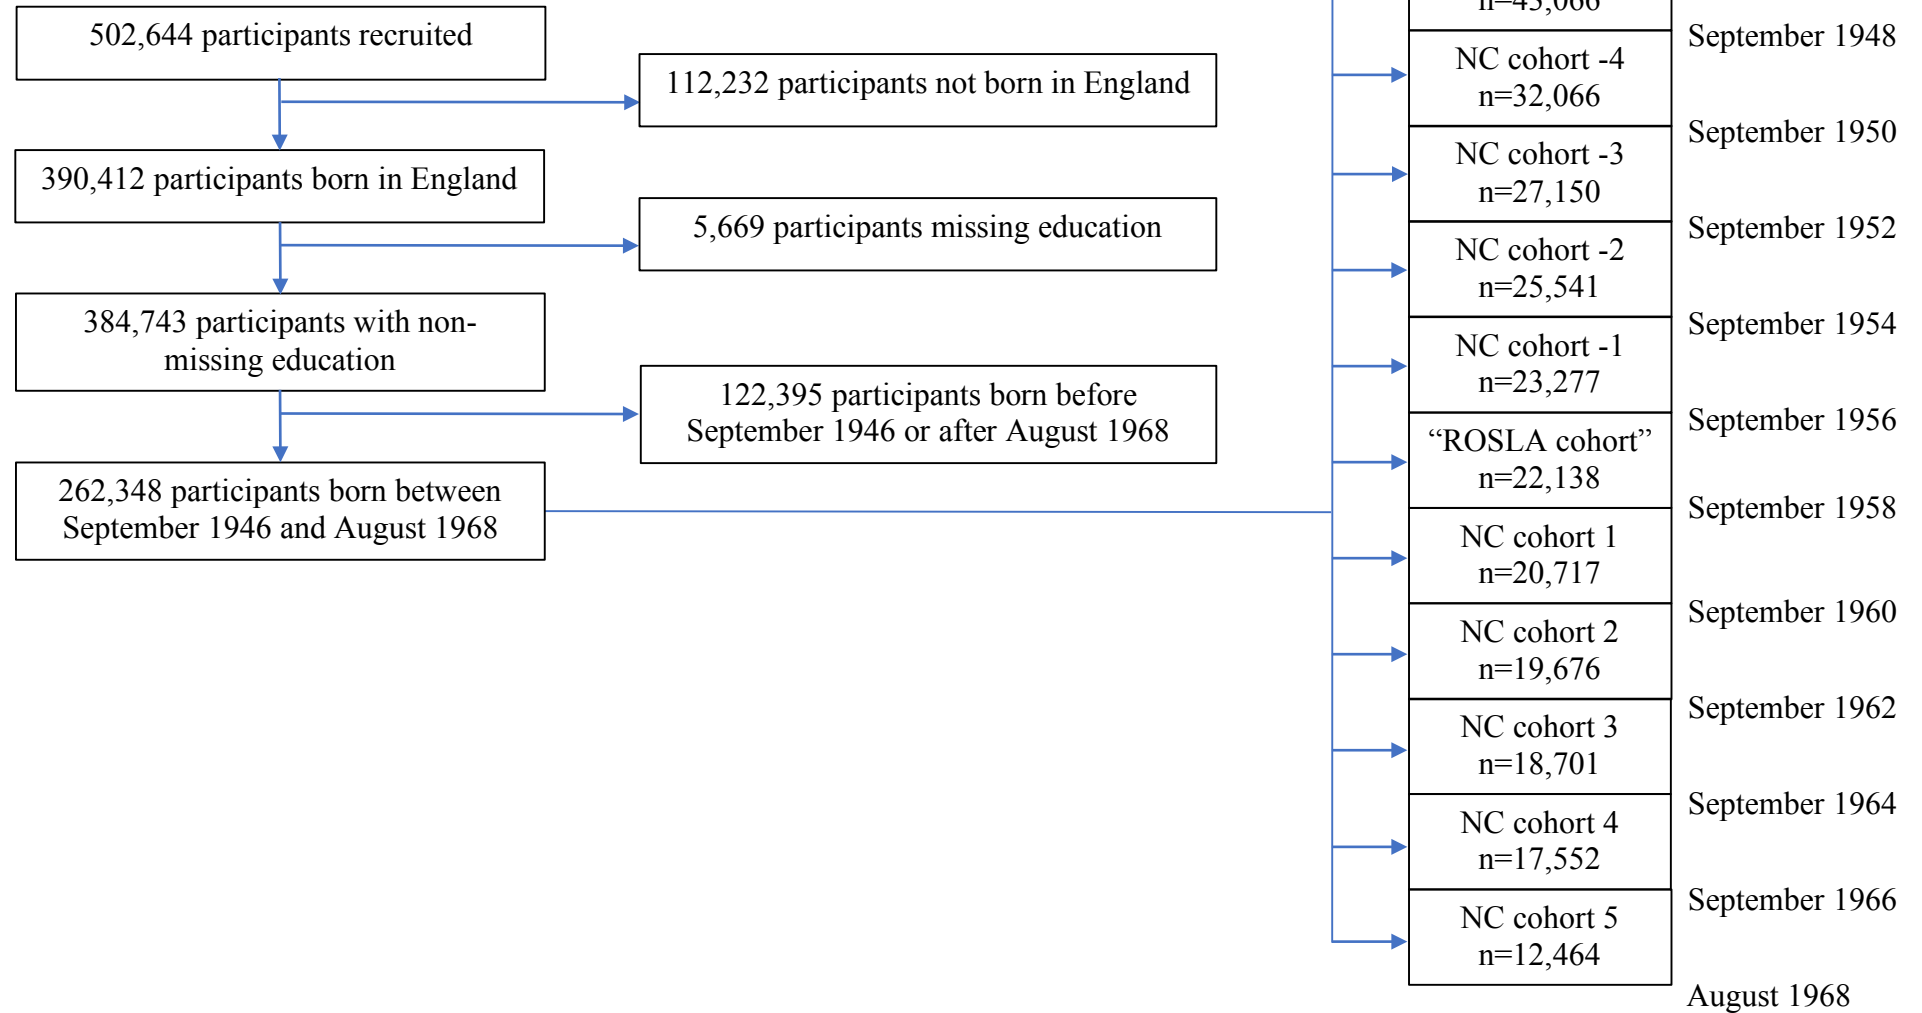 502,644 participants recruited
112,232 participants not born in England
390,412 participants born in England
5,669 participants missing education
384,743 participants with non-
missing education
122,395 participants born before
September 1946 or after August 1968
262,348 participants born between
September 1946 and August 1968
n=43,066
September 1948
NC cohort -4
n=32,066
September 1950
NC cohort -3
n=27,150
September 1952
NC cohort -2
n=25,541
September 1954
NC cohort -1
n=23,277
September 1956
“ROSLA cohort”
n=22,138
September 1958
NC cohort 1
n=20,717
September 1960
NC cohort 2
n=19,676
September 1962
NC cohort 3
n=18,701
September 1964
NC cohort 4
n=17,552
September 1966
NC cohort 5
n=12,464
August 1968